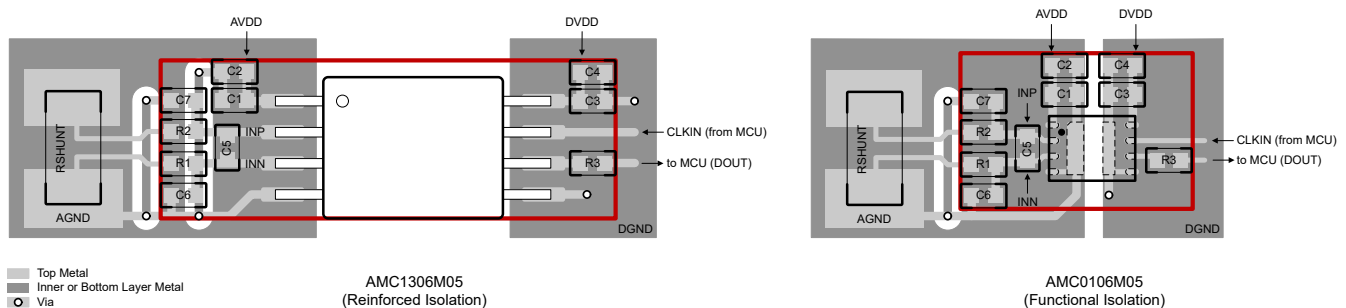 AVDD
DVDD
C2
C4
C7
C1
C3
RSHUNT
R2
INP
CLKIN (from MCU)
C5
R1
INN
R3
to MCU (DOUT)
C6
AGND
DGND
AMC1306M05
(Reinforced Isolation)
AVDD
DVDD
C2
C4
C7
INP
C1
C3
RSHUNT
R2
CLKIN (from MCU)
C5
R1
R3
to MCU (DOUT)
C6
INN
AGND
DGND
AMC0106M05
(Functional Isolation)
Top Metal
Inner or Bottom Layer Metal
Via